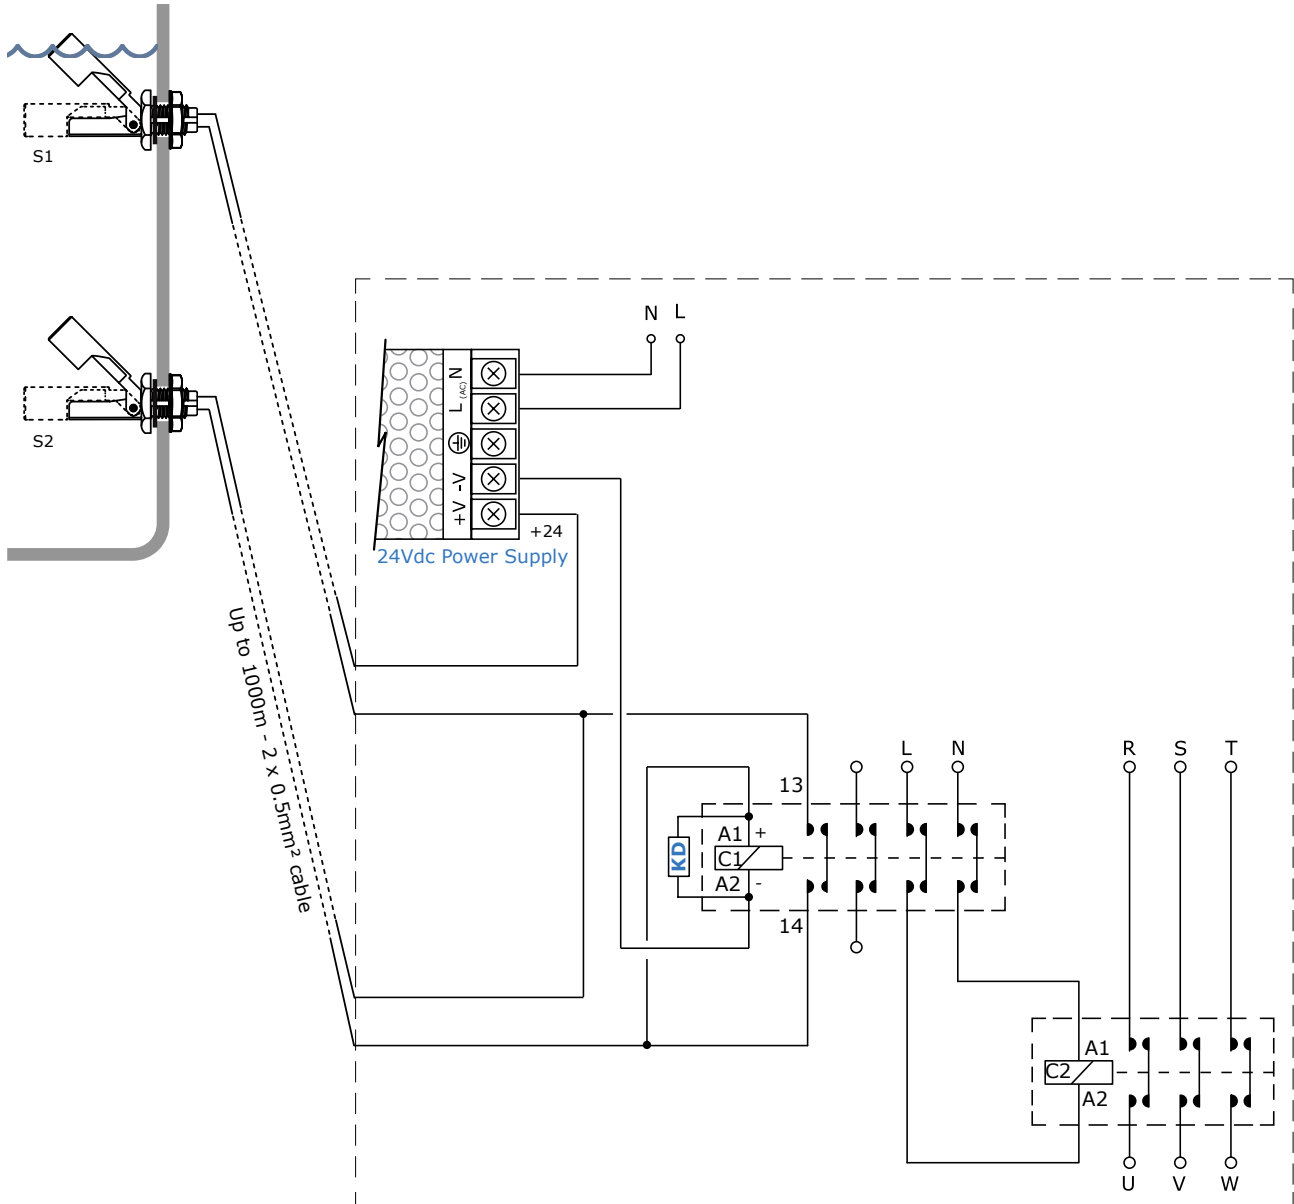 S1
S2
N L
N
L (AC)
-V
+V
+24
24Vdc Power Supply
Up to 1000m - 2 x 0.5mm² cable
L N
R S T
13
A1 +
KD
C1
A2 -
14
A1
C2
A2
U V W